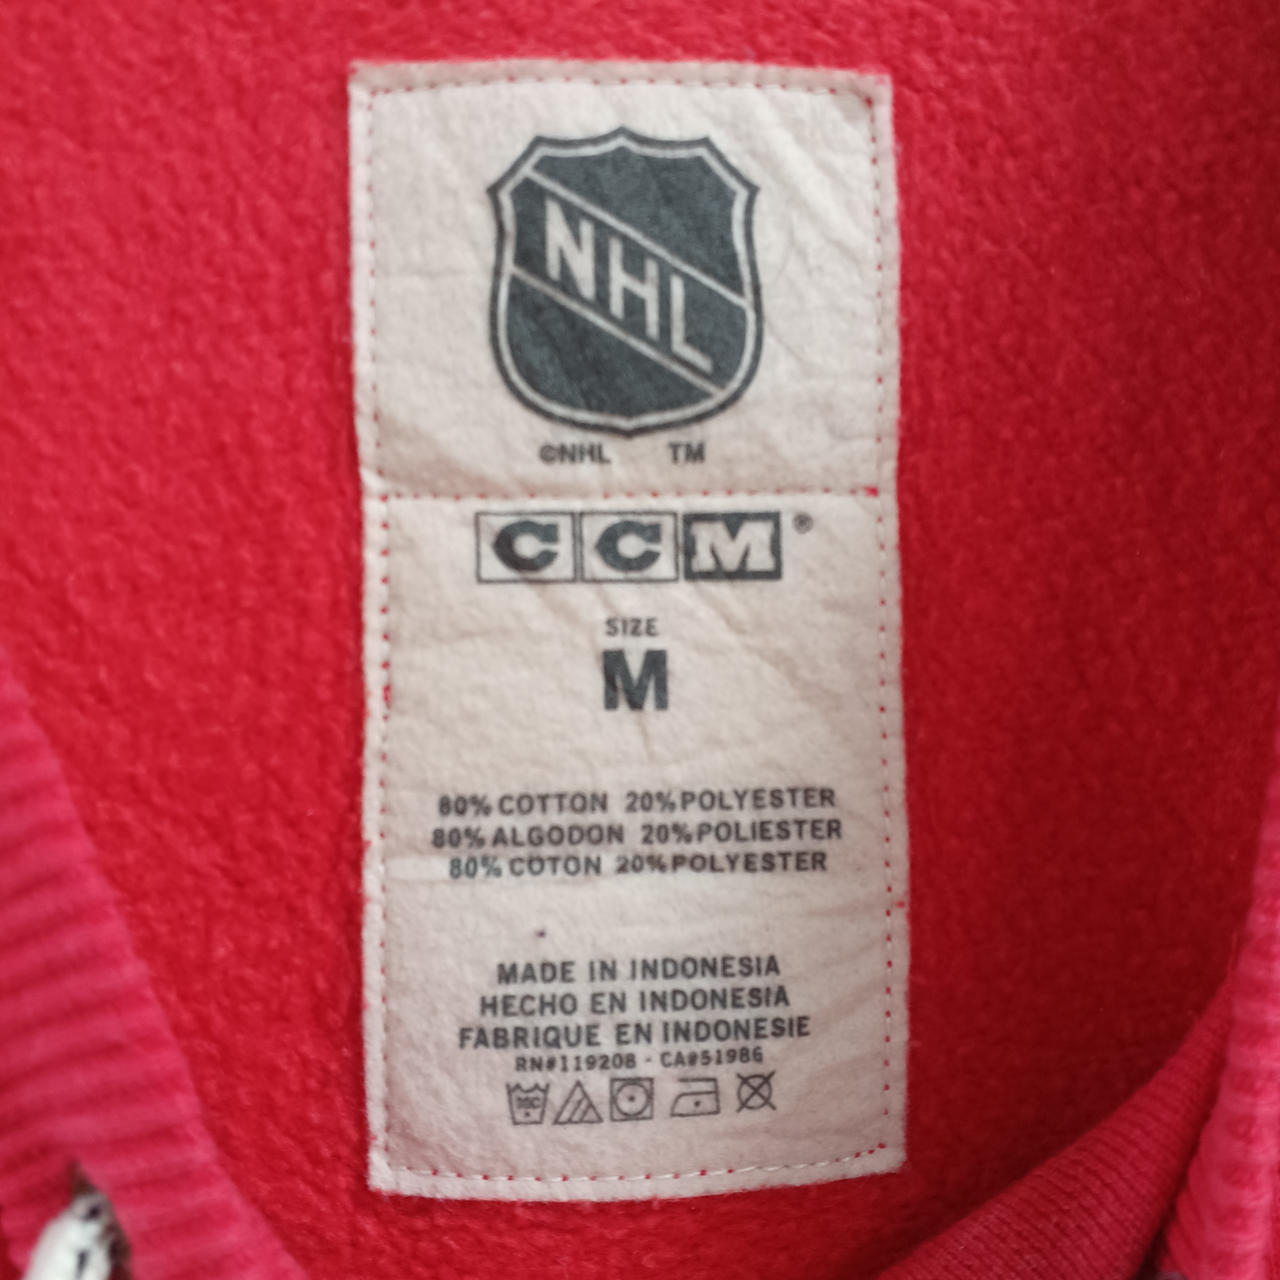 NHL
©NHL TM
CCM®
SIZE
M
80% COTTON 20% POLYESTER
80% ALGODON 20% POLIESTER
80% COTON 20% POLYESTER
MADE IN INDONESIA
HECHO EN INDONESIA
FABRIQUE EN INDONESIE
RN#119208 - CA#51986
MC